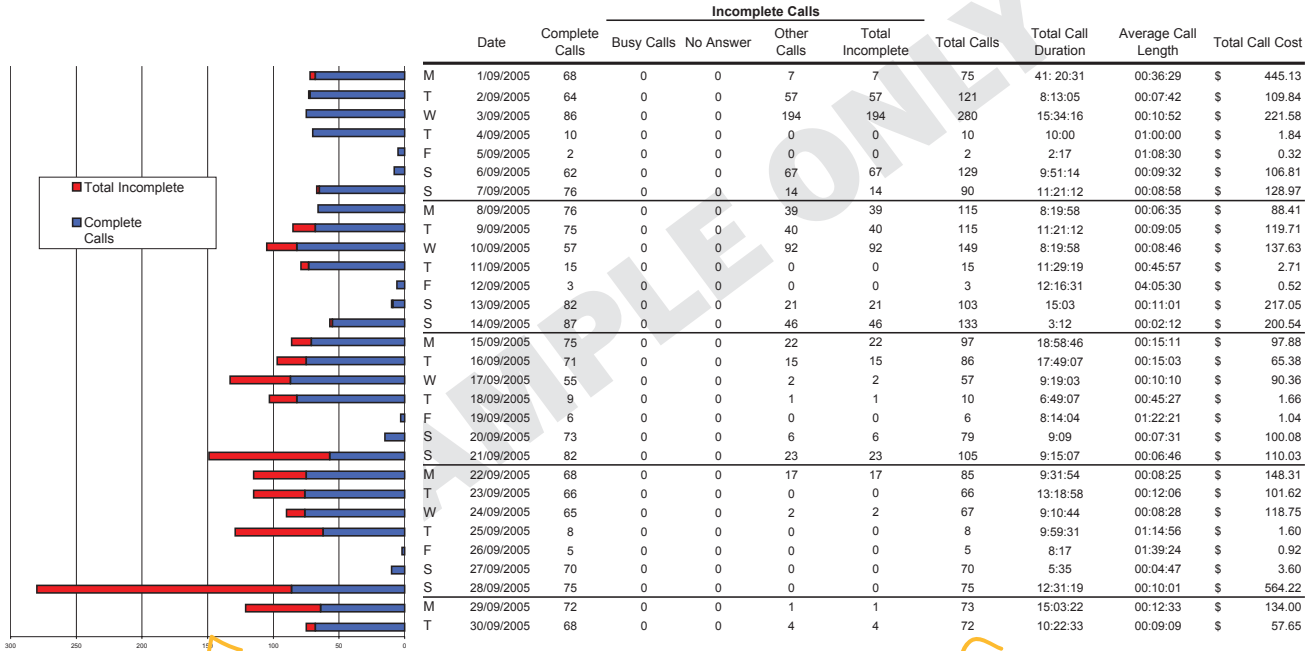 Incomplete Calls
Date Complete Calls Busy Calls No Answer Other Calls Total Incomplete Total Calls Total Call Duration Average Call Length Total Call Cost
M 1/09/2005 68 0 0 7 7 75 41: 20:31 00:36:29 $ 445.13
T 2/09/2005 64 0 0 57 57 121 8:13:05 00:07:42 $ 109.84
W 3/09/2005 86 0 0 194 194 280 15:34:16 00:10:52 $ 221.58
T 4/09/2005 10 0 0 0 0 10 10:00 01:00:00 $ 1.84
F 5/09/2005 2 0 0 0 0 2 2:17 01:08:30 $ 0.32
S 6/09/2005 62 0 0 67 67 129 9:51:14 00:09:32 $ 106.81
S 7/09/2005 76 0 0 14 14 90 11:21:12 00:08:58 $ 128.97
M 8/09/2005 76 0 0 39 39 115 8:19:58 00:06:35 $ 88.41
T 9/09/2005 75 0 0 40 40 115 11:21:12 00:09:05 $ 119.71
W 10/09/2005 57 0 0 92 92 149 8:19:58 00:08:46 $ 137.63
T 11/09/2005 15 0 0 0 0 15 11:29:19 00:45:57 $ 2.71
F 12/09/2005 3 0 0 0 0 3 12:16:31 04:05:30 $ 0.52
S 13/09/2005 82 0 0 21 21 103 15:03 00:11:01 $ 217.05
S 14/09/2005 87 0 0 46 46 133 3:12 00:02:12 $ 200.54
M 15/09/2005 75 0 0 22 22 97 18:58:46 00:15:11 $ 97.88
T 16/09/2005 71 0 0 15 15 86 17:49:07 00:15:03 $ 65.38
W 17/09/2005 55 0 0 2 2 57 9:19:03 00:10:10 $ 90.36
T 18/09/2005 9 0 0 1 1 10 6:49:07 00:45:27 $ 1.66
F 19/09/2005 6 0 0 0 0 6 8:14:04 01:22:21 $ 1.04
S 20/09/2005 73 0 0 6 6 79 9:09 00:07:31 $ 100.08
S 21/09/2005 82 0 0 23 23 105 9:15:07 00:06:46 $ 110.03
M 22/09/2005 68 0 0 17 17 85 9:31:54 00:08:25 $ 148.31
T 23/09/2005 66 0 0 0 0 66 13:18:58 00:12:06 $ 101.62
W 24/09/2005 65 0 0 2 2 67 9:10:44 00:08:28 $ 118.75
T 25/09/2005 8 0 0 0 0 8 9:59:31 01:14:56 $ 1.60
F 26/09/2005 5 0 0 0 0 5 8:17 01:39:24 $ 0.92
S 27/09/2005 70 0 0 0 0 70 5:35 00:04:47 $ 3.60
S 28/09/2005 75 0 0 0 0 75 12:31:19 00:10:01 $ 564.22
M 29/09/2005 72 0 0 1 1 73 15:03:22 00:12:33 $ 134.00
T 30/09/2005 68 0 0 4 4 72 10:22:33 00:09:09 $ 57.65
Total Incomplete
Complete
Calls
300 250 200 150 100 50 0
AMPLE ONLY